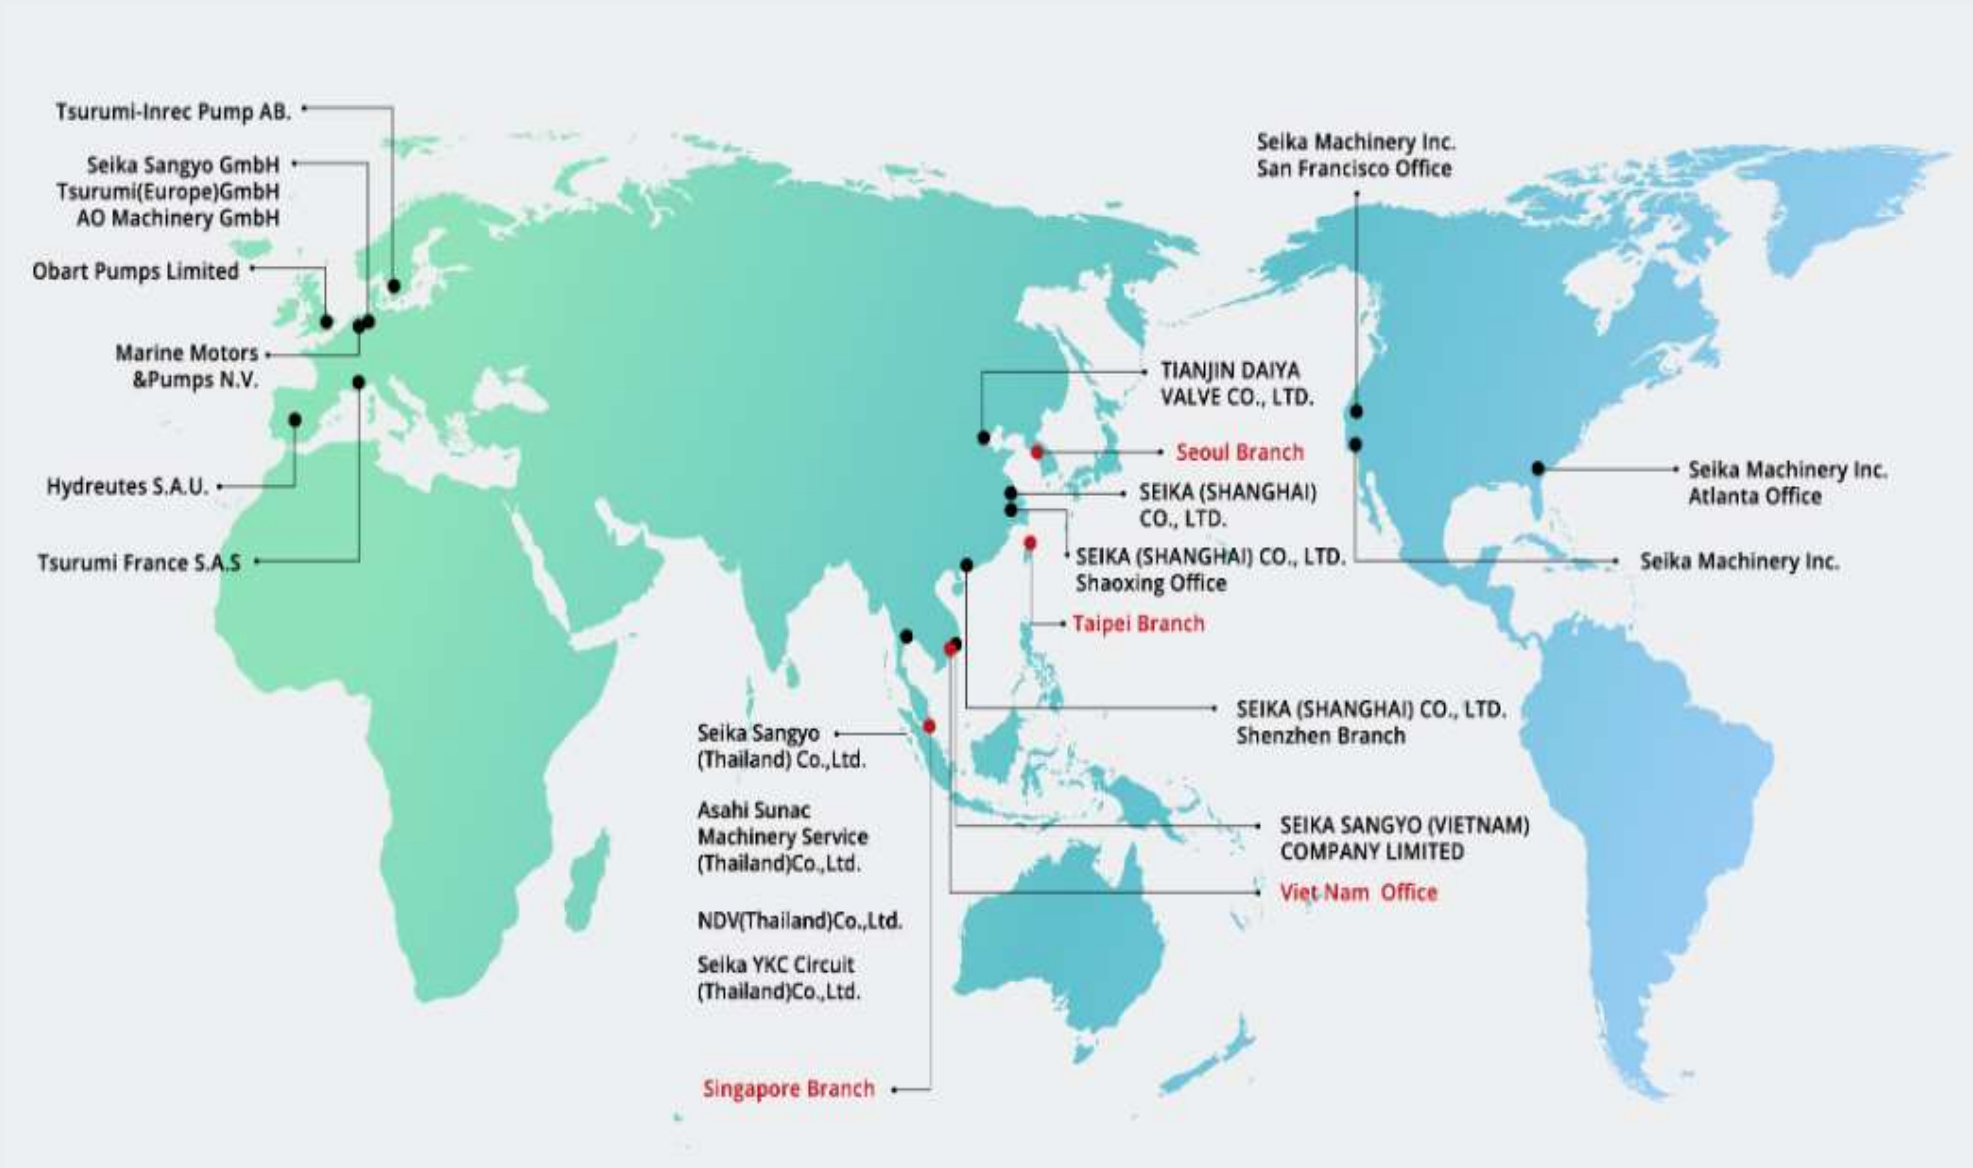 Tsurumi-Inrec Pump AB.
Seika Sangyo GmbH
Tsurumi(Europe)GmbH
AO Machinery GmbH
Obart Pumps Limited
Marine Motors
&Pumps N.V.
Hydreutes S.A.U.
Tsurumi France S.A.S
Seika Sangyo
(Thailand) Co.,Ltd.
Asahi Sunac
Machinery Service
(Thailand)Co.,Ltd.
NDV(Thailand)Co.,Ltd.
Seika YKC Circuit
(Thailand)Co.,Ltd.
Singapore Branch
TIANJIN DAIYA
VALVE CO., LTD.
Seoul Branch
SEIKA (SHANGHAI)
CO., LTD.
SEIKA (SHANGHAI) CO., LTD.
Shaoxing Office
Taipei Branch
SEIKA (SHANGHAI) CO., LTD.
Shenzhen Branch
SEIKA SANGYO (VIETNAM)
COMPANY LIMITED
Viet Nam Office
Seika Machinery Inc.
San Francisco Office
Seika Machinery Inc.
Atlanta Office
Seika Machinery Inc.